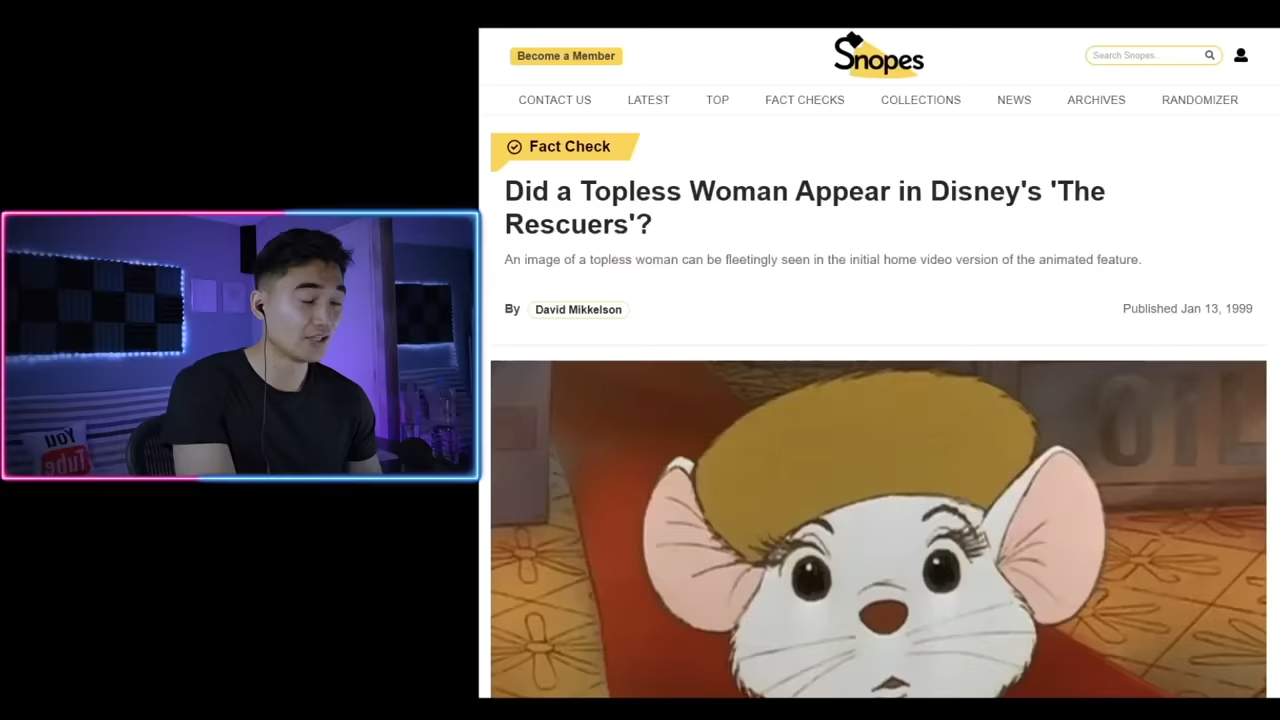 Become a Member
Snopes
Search Snopes..
CONTACT US LATEST TOP FACT CHECKS COLLECTIONS NEWS ARCHIVES RANDOMIZER
Fact Check
Did a Topless Woman Appear in Disney's 'The
Rescuers'?
An image of a topless woman can be fleetingly seen in the initial home video version of the animated feature.
By David Mikkelson
Published Jan 13, 1999
You
Tube